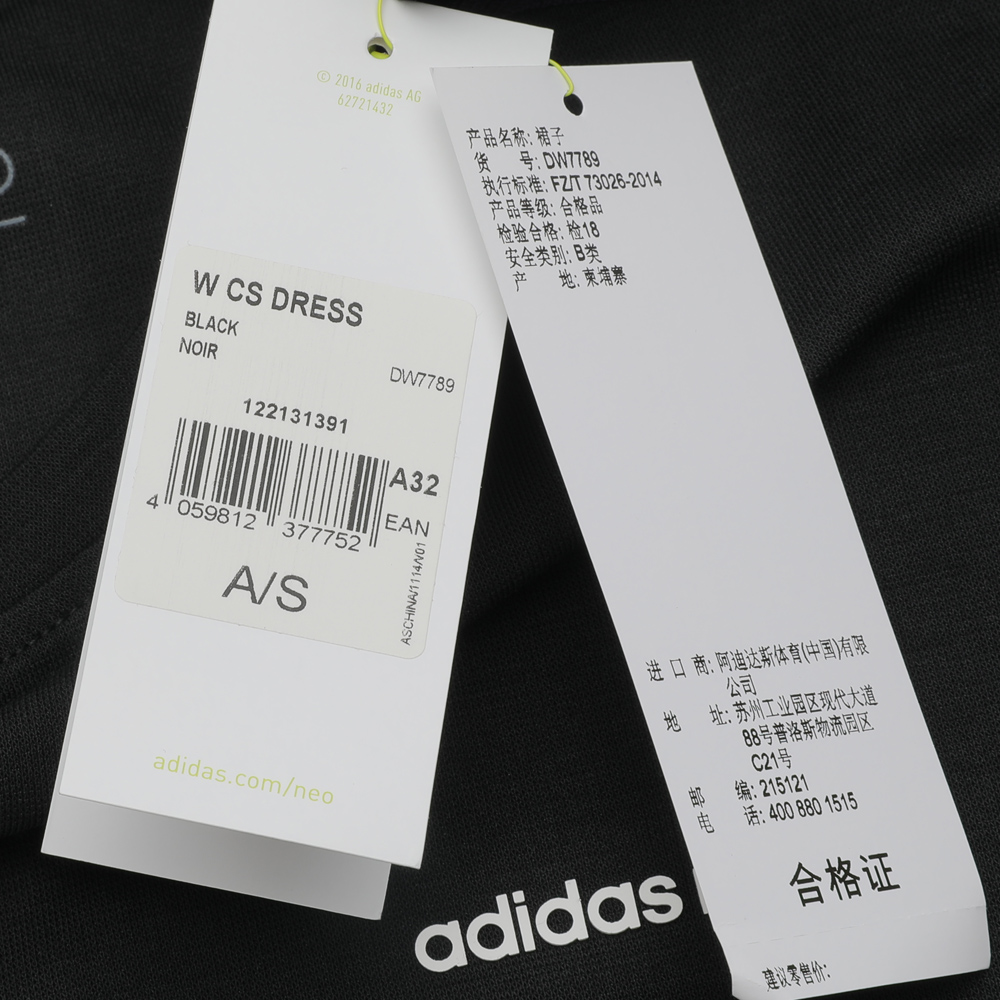 © 2016 adidas AG
62721432
W CS DRESS
BLACK
NOIR
DW7789
122131391
A32
4 059812 377752
EAN
A/S
ASCHINA/1114/V01
adidas.com/neo
产品名称: 裙子
货 号: DW7789
执行标准: FZ/T 73026-2014
产品等级: 合格品
检验合格: 检18
安全类别: B类
产 地: 柬埔寨
进 口 商: 阿迪达斯体育(中国)有限
公司
地 址: 苏州工业园区现代大道
88号普洛斯物流园区
C21号
邮 编: 215121
电 话: 400 880 1515
合格证
建议零售价:
adidas